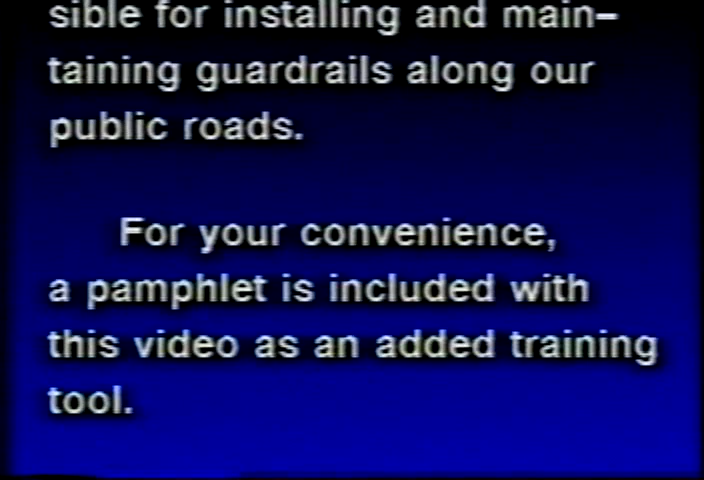 sible for installing and main-
taining guardrails along our
public roads.
For your convenience,
a pamphlet is included with
this video as an added training
tool.